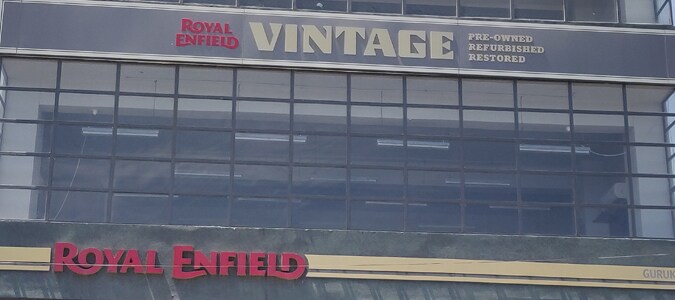 ROYAL ENFIELD
VINTAGE
PRE-OWNED
REFURBISHED
RESTORED
ROYAL ENFIELD